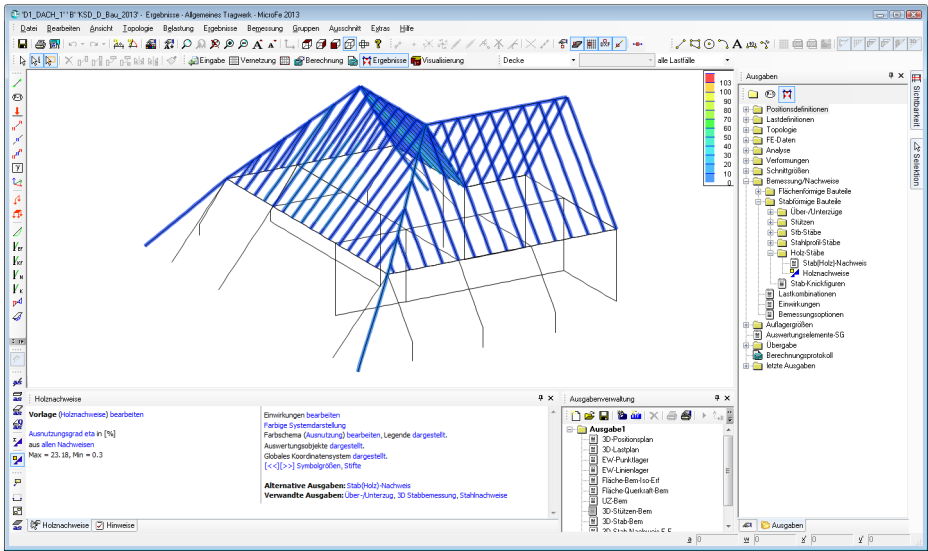 'D1_DACH_1' 'B 'KSD_D_Bau_2013' - Ergebnisse - Allgemeines Tragwerk - MicroFe 2013
Datei Bearbeiten Ansicht Topologie Belastung Ergebnisse Bemessung Gruppen Ausschnitt Extras Hilfe
Eingabe Vernetzung Berechnung Ergebnisse Visualisierung Decke alle Lastfälle
103
100
90
80
70
60
50
40
30
20
10
0
Ausgaben
Positionsdefinitionen
Lastdefinitionen
Topologie
FE-Daten
Analyse
Verformungen
Schnittgrößen
Bemessung/Nachweise
Flächenförmige Bauteile
Stabförmige Bauteile
Über-/Unterzüge
Stützen
Stb-Stäbe
Stahlprofil-Stäbe
Holz-Stäbe
Stab(Holz)-Nachweis
Holznachweise
Stab-Knickfiguren
Lastkombinationen
Einwirkungen
Bemessungsoptionen
Auflagergrößen
Auswertungselemente-SG
Übergabe
Berechnungsprotokoll
letzte Ausgaben
Ausgaben
Sichtbarkeit
Selektion
Holznachweise
Vorlage (Holznachweise) bearbeiten
Ausnutzungsgrad eta in [%]
aus allen Nachweisen
Max = 23.18, Min = 0.3
Einwirkungen bearbeiten
Farbige Systemdarstellung
Farbschema (Ausnutzung) bearbeiten, Legende dargestellt.
Auswertungsobjekte dargestellt.
Globales Koordinatensystem dargestellt.
[<<][>>] Symbolgrößen, Stifte
Alternative Ausgaben: Stab(Holz)-Nachweis
Verwandte Ausgaben: Über-/Unterzug, 3D Stabbemessung, Stahlnachweise
Holznachweise Hinweise
Ausgabenverwaltung
Ausgabe1
3D-Positionsplan
3D-Lastplan
EW-Punktlager
EW-Linienlager
Fläche-Bem-Iso-Erf
Fläche-Querkraft-Bem
UZ-Bem
3D-Stützen-Bem
3D-Stab-Bem
a 0 w 0 x' 0 y' 0